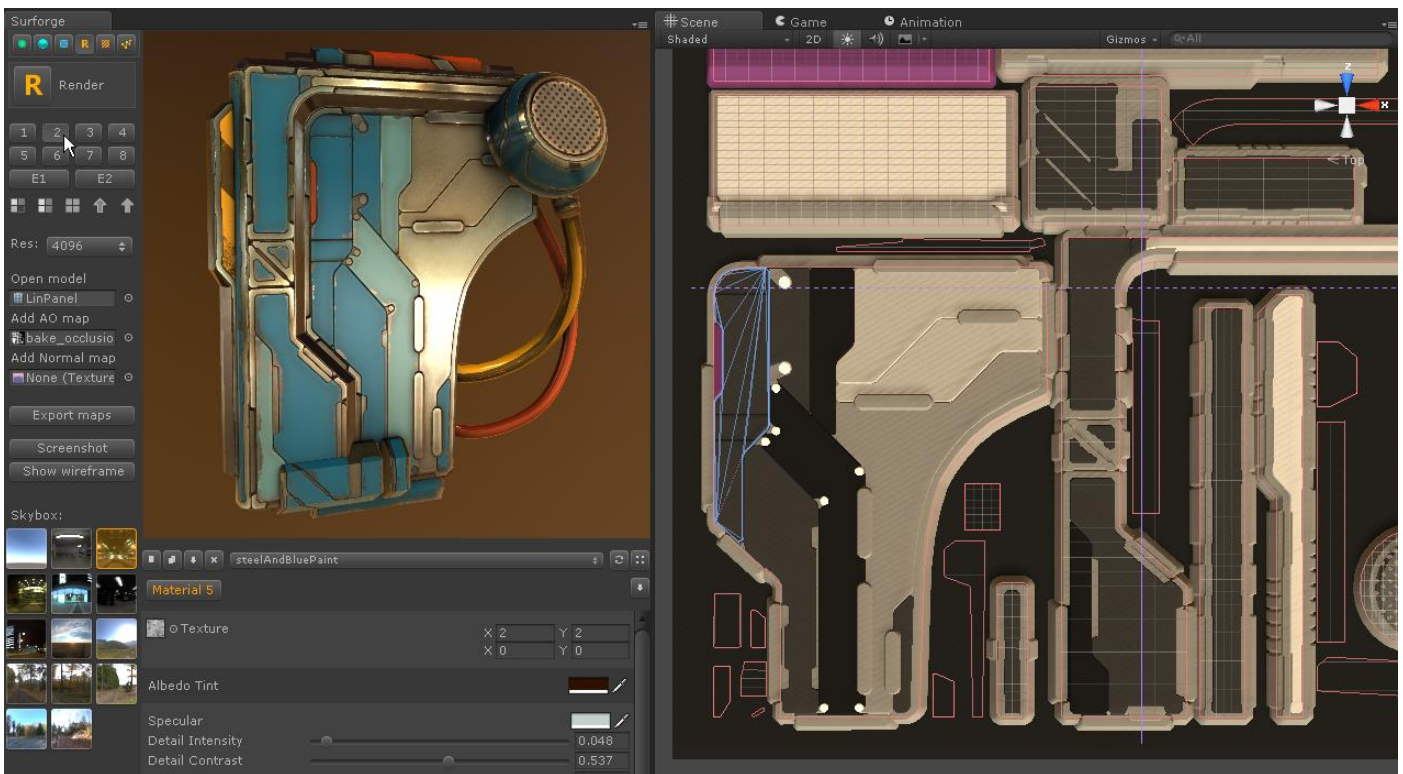 Surforge
R
R Render
1 2 3 4
5 6 7 8
E1 E2
Res: 4096
Open model
LinPanel
Add AO map
bake_occlusio
Add Normal map
None (Texture
Export maps
Screenshot
Show wireframe
Skybox:
steelAndBluePaint
Material 5
Texture X 2 Y 2
X 0 Y 0
Albedo Tint
Specular
Detail Intensity 0.048
Detail Contrast 0.537
Scene Game Animation
Shaded 2D Gizmos All
z
x
Top